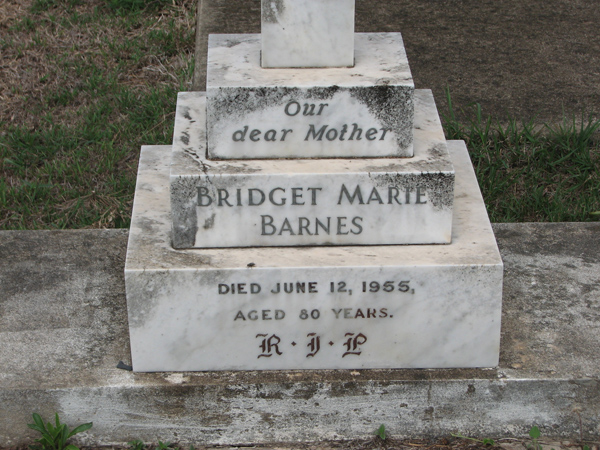 Our
dear Mother
BRIDGET MARIE
BARNES
DIED JUNE 12, 1955,
AGED 80 YEARS.
R · I · P